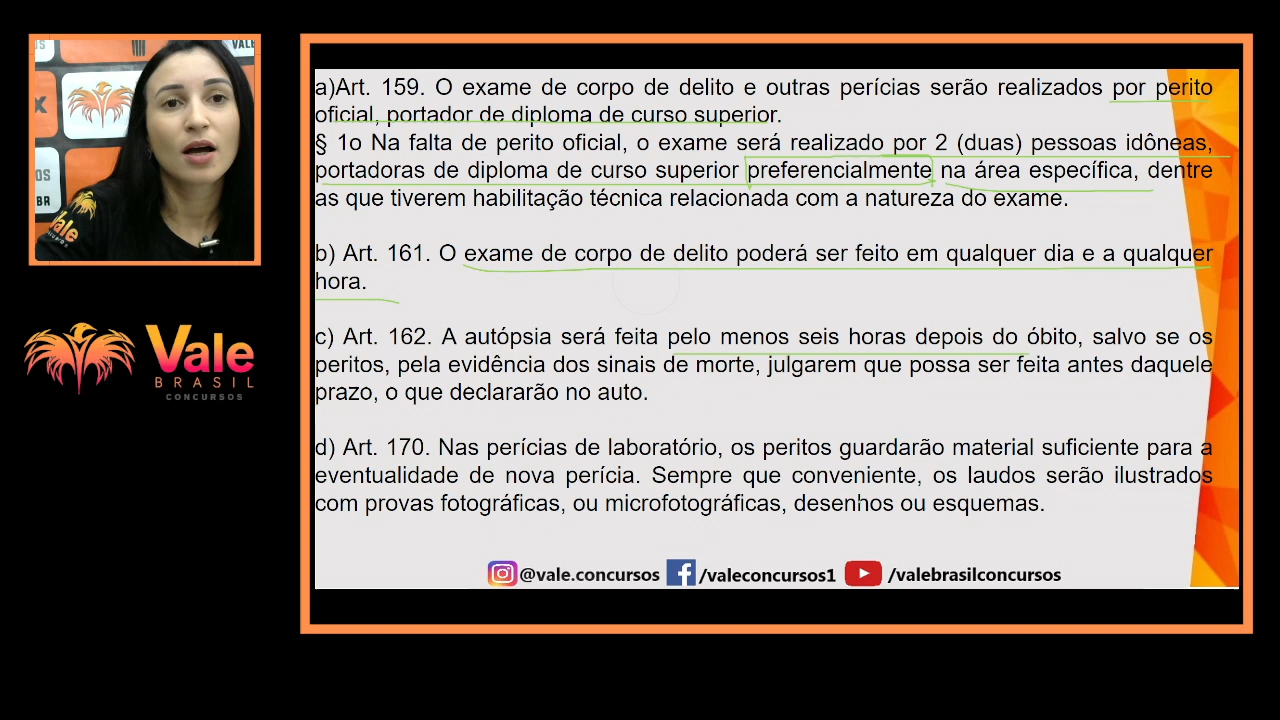 a)Art. 159. O exame de corpo de delito e outras perícias serão realizados por perito
oficial, portador de diploma de curso superior.
§ 1o Na falta de perito oficial, o exame será realizado por 2 (duas) pessoas idôneas,
portadoras de diploma de curso superior preferencialmente na área específica, dentre
as que tiverem habilitação técnica relacionada com a natureza do exame.
b) Art. 161. O exame de corpo de delito poderá ser feito em qualquer dia e a qualquer
hora.
c) Art. 162. A autópsia será feita pelo menos seis horas depois do óbito, salvo se os
peritos, pela evidência dos sinais de morte, julgarem que possa ser feita antes daquele
prazo, o que declararão no auto.
d) Art. 170. Nas perícias de laboratório, os peritos guardarão material suficiente para a
eventualidade de nova perícia. Sempre que conveniente, os laudos serão ilustrados
com provas fotográficas, ou microfotográficas, desenhos ou esquemas.
@vale.concursos /valeconcursos1 /valebrasilconcursos
Vale
BRASIL
CONCURSOS
Vale